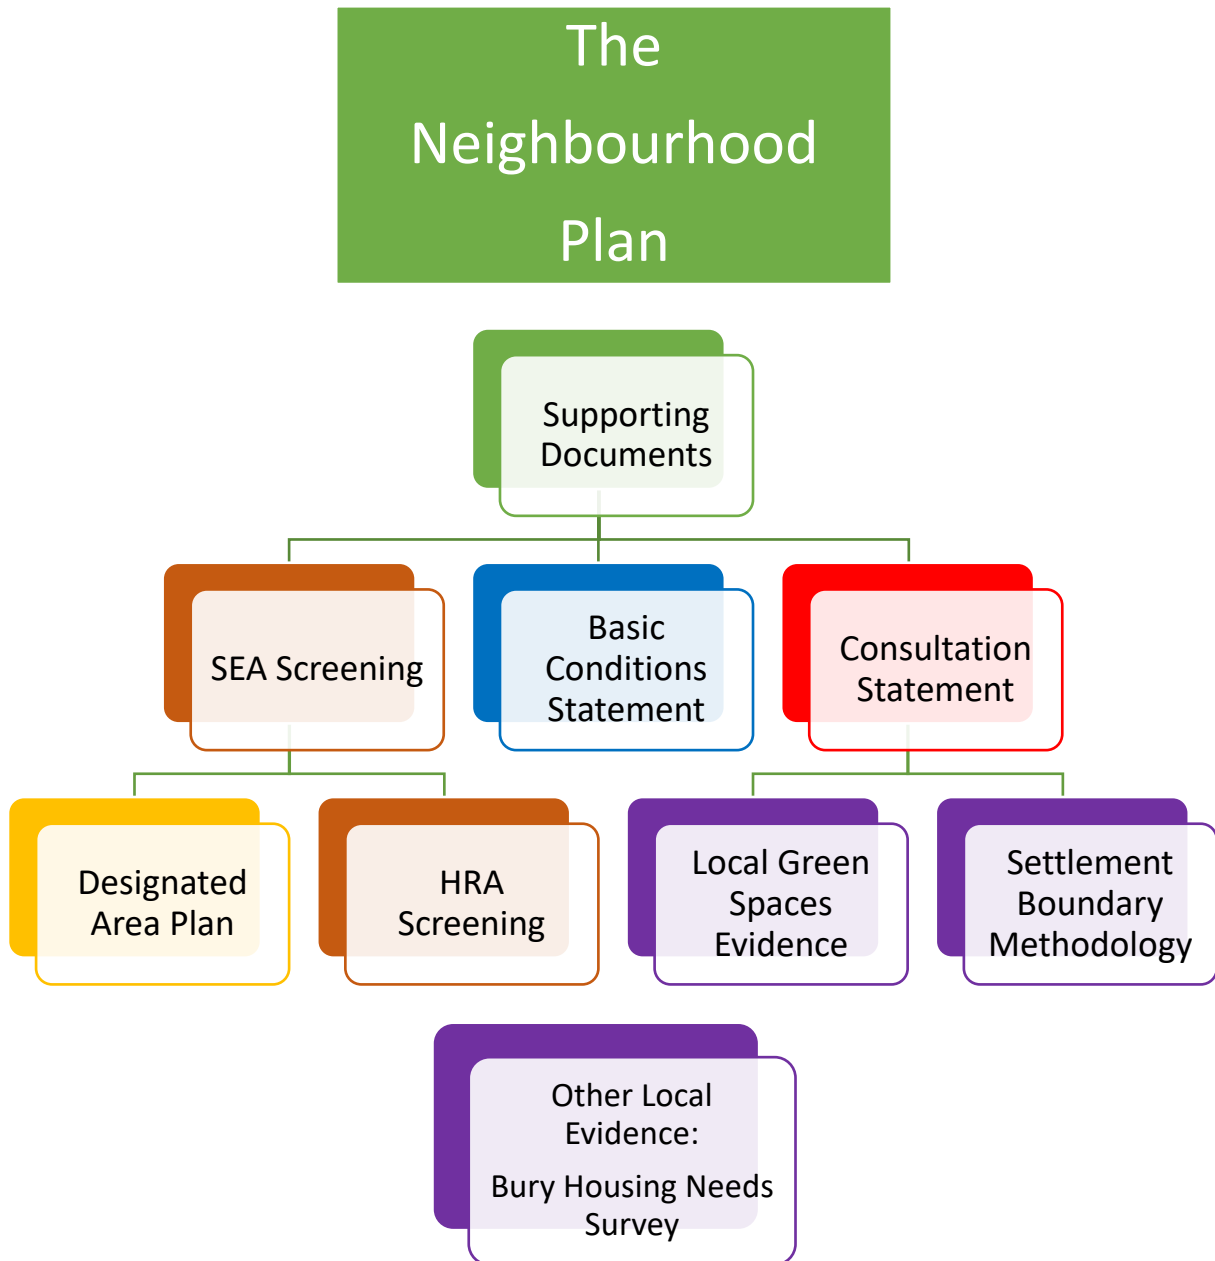 The
Neighbourhood
Plan
Supporting
Documents
SEA Screening
Basic
Conditions
Statement
Consultation
Statement
Designated
Area Plan
HRA
Screening
Local Green
Spaces
Evidence
Settlement
Boundary
Methodology
Other Local
Evidence:
Bury Housing Needs
Survey